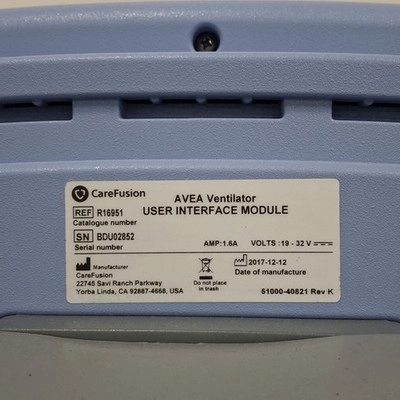 CareFusion
AVEA Ventilator
USER INTERFACE MODULE
REF R16951
Catalogue number
SN BDU02852
Serial number
AMP:1.6A VOLTS:19 - 32 V
Manufacturer
CareFusion
22745 Savi Ranch Parkway
Yorba Linda, CA 92887-4668, USA
Do not place
in trash
2017-12-12
Date of manufacture
51000-40821 Rev K